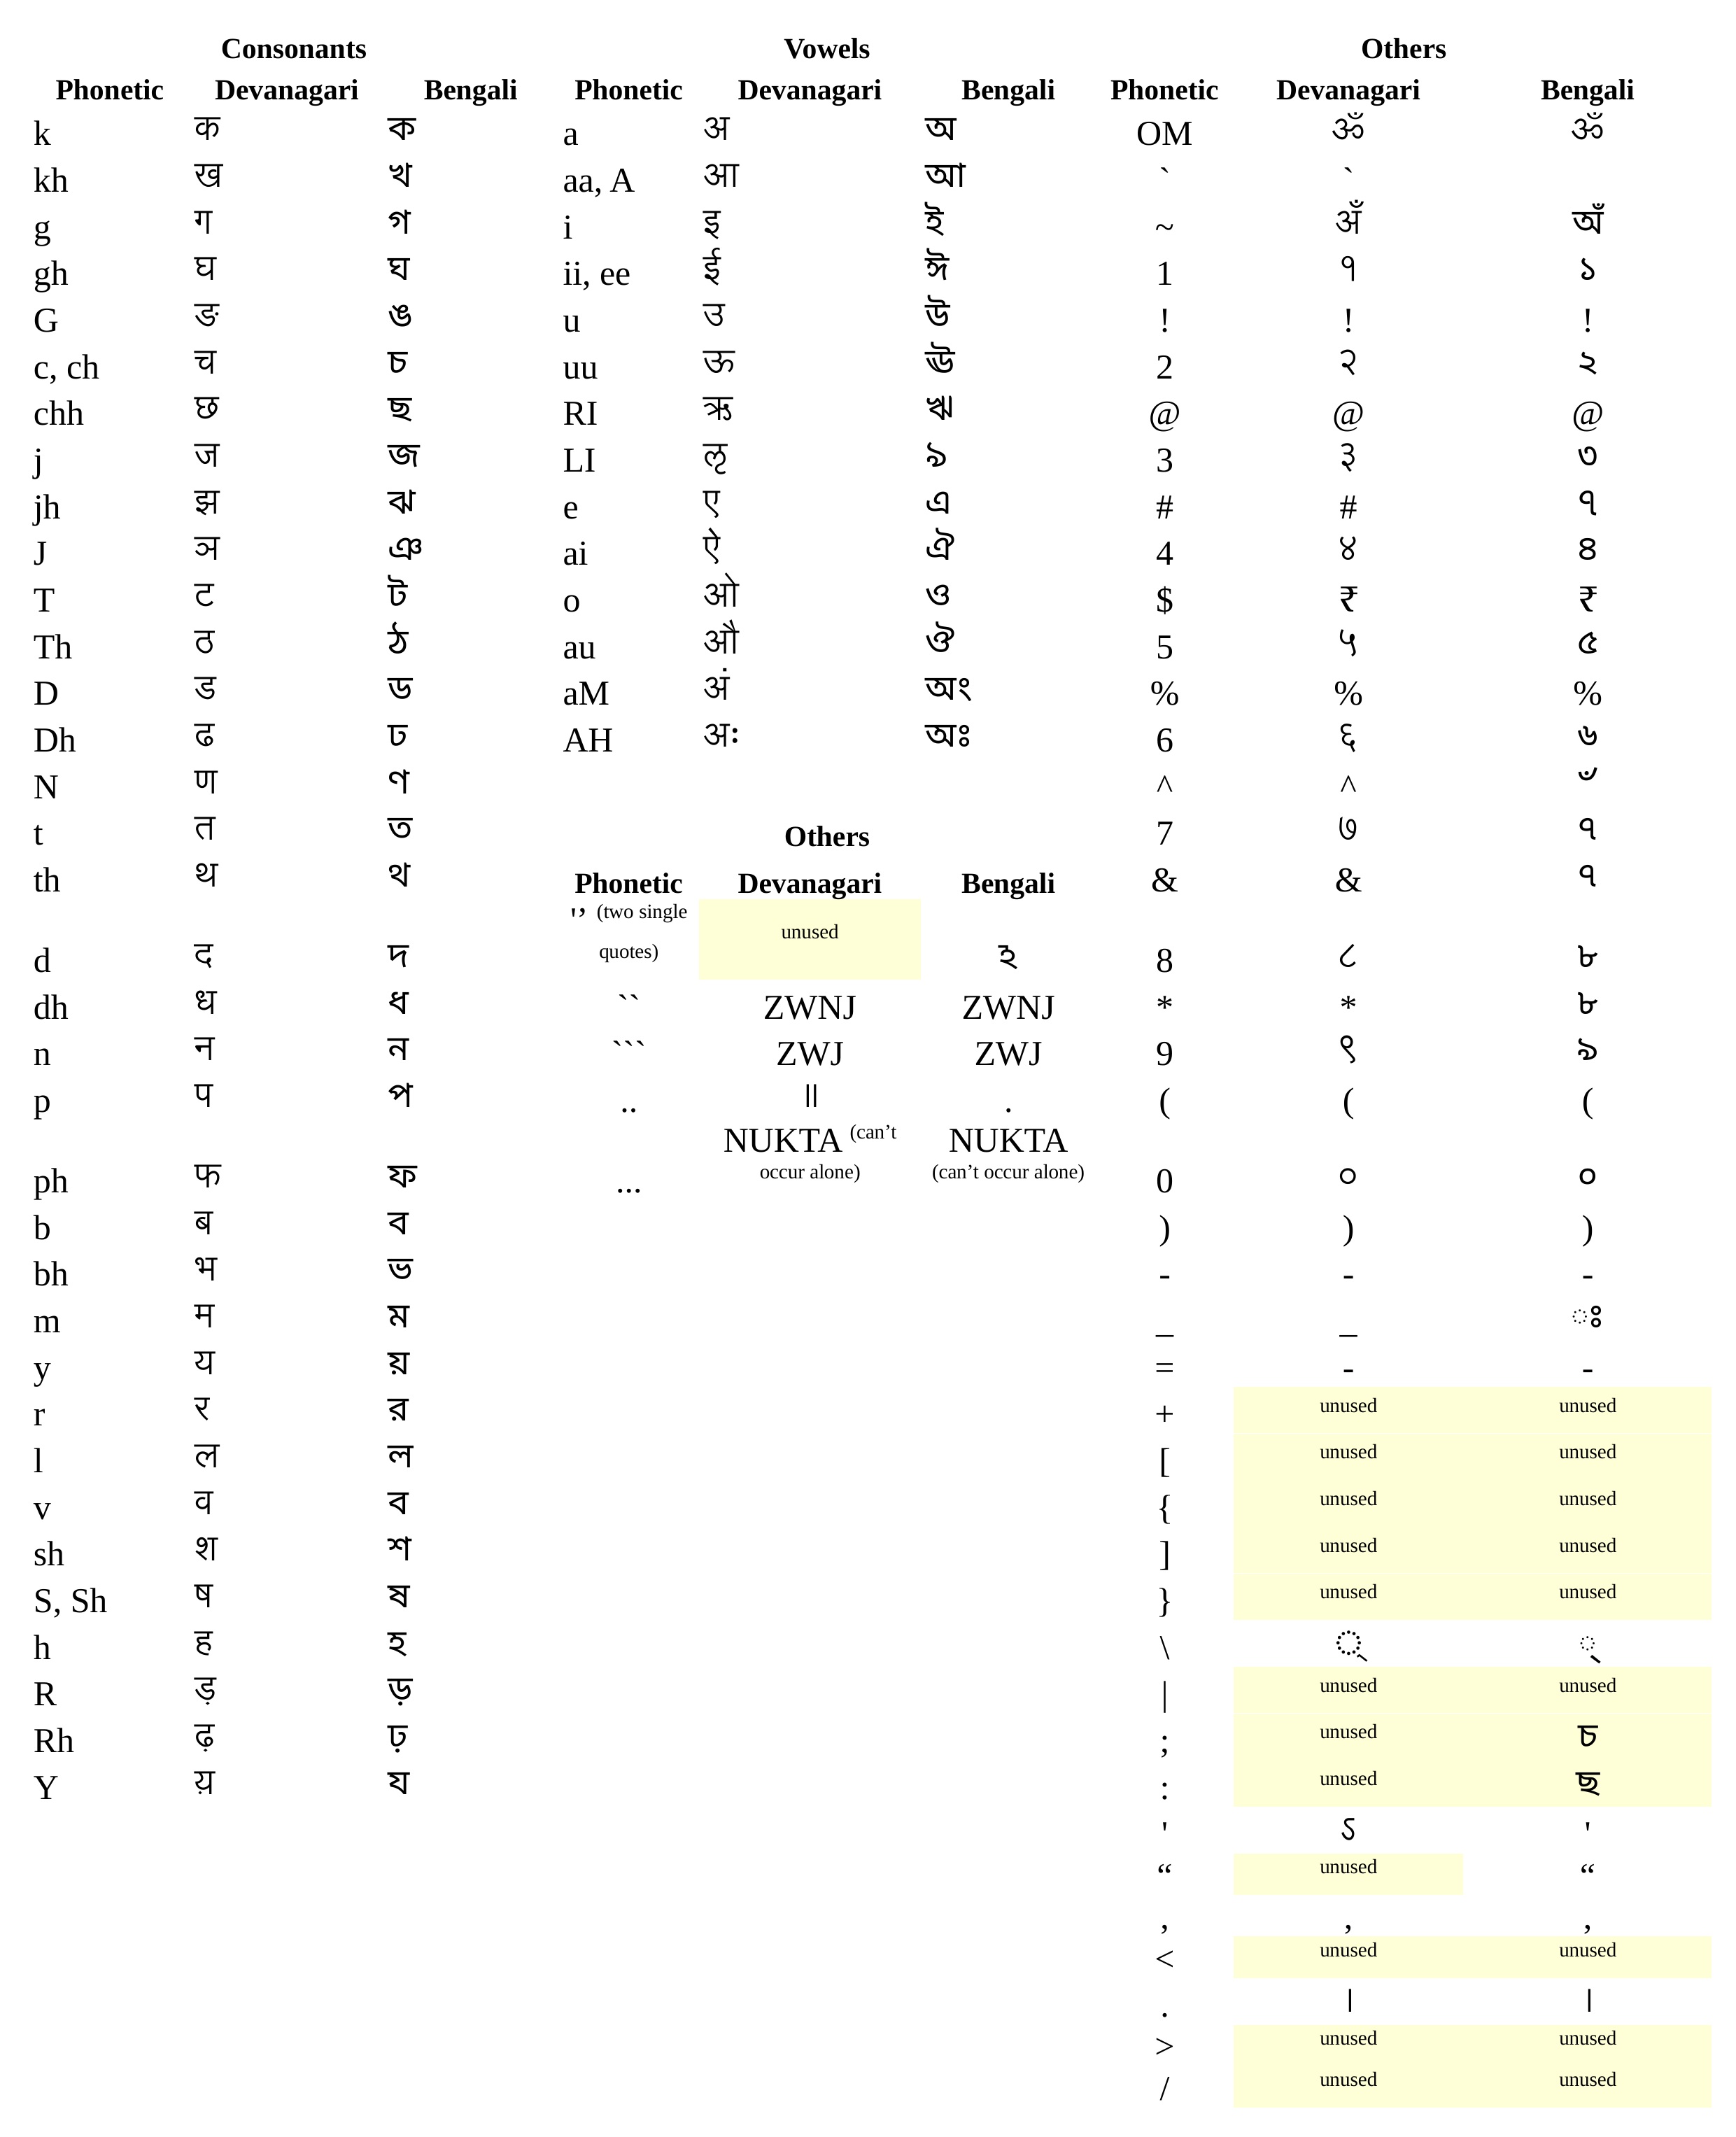 Consonants Vowels Others
Phonetic Devanagari Bengali Phonetic Devanagari Bengali Phonetic Devanagari Bengali
k क ক a अ অ OM ॐ ॐ
kh ख খ aa, A आ আ ` `
g ग গ i इ ই ~ अँ অঁ
gh घ ঘ ii, ee ई ঈ 1 १ ১
G ङ ঙ u उ উ ! ! !
c, ch च চ uu ऊ ঊ 2 २ ২
chh छ ছ RI ऋ ঋ @ @ @
j ज জ LI ऌ ঌ 3 ३ ৩
jh झ ঝ e ए এ # #
J ञ ঞ ai ऐ ঐ 4 ४ ৪
T ट ট o ओ ও $ ₹ ₹
Th ठ ঠ au औ ঔ 5 ५ ৫
D ड ড aM अं অং % % %
Dh ढ ঢ AH अः অঃ 6 ६ ৬
N ण ণ ^ ^ ঁ
t त ত Others 7 ७ ৭
th थ থ Phonetic Devanagari Bengali & & ৭
'’ (two single unused
d द দ quotes) ঽ 8 ८ ৮
dh ध ধ `` ZWNJ ZWNJ * * ৮
n न ন ``` ZWJ ZWJ 9 ९ ৯
p प প .. ॥ . ( ( (
NUKTA (can’t NUKTA
ph फ ফ ... occur alone) (can’t occur alone) 0 ० ০
b ब ব ) ) )
bh भ ভ - - -
m म ম _ _ ঃ
y य য় = - -
r र র + unused unused
l ल ল [ unused unused
v व ব { unused unused
sh श শ ] unused unused
S, Sh ष ষ } unused unused
h ह হ \ ् ্
R ड़ ড় | unused unused
Rh ढ़ ঢ় ; unused চ
Y य़ য : unused ছ
' ऽ '
“ unused “
, , ,
< unused unused
. । ।
> unused unused
/ unused unused